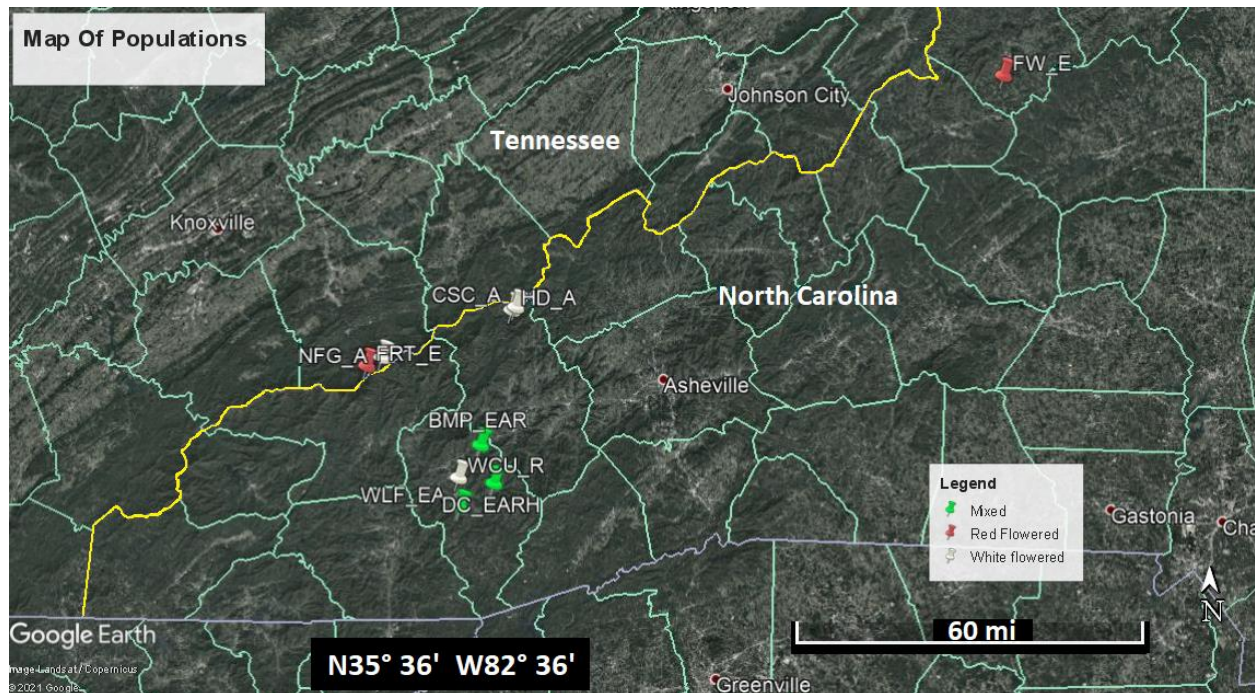 Map Of Populations
FW_E
Johnson City
Tennessee
Knoxville
CSC_A
HD_A
North Carolina
NFG_A
FRT_E
Asheville
BMP_EAR
WCU_R
WLF_EA
DC_EARH
Legend
Mixed
Red Flowered
White flowered
Gastonia
Cha
N
Google Earth
60 mi
Image Landsat / Copernicus
N35° 36' W82° 36'
© 2021 Google
Greenville